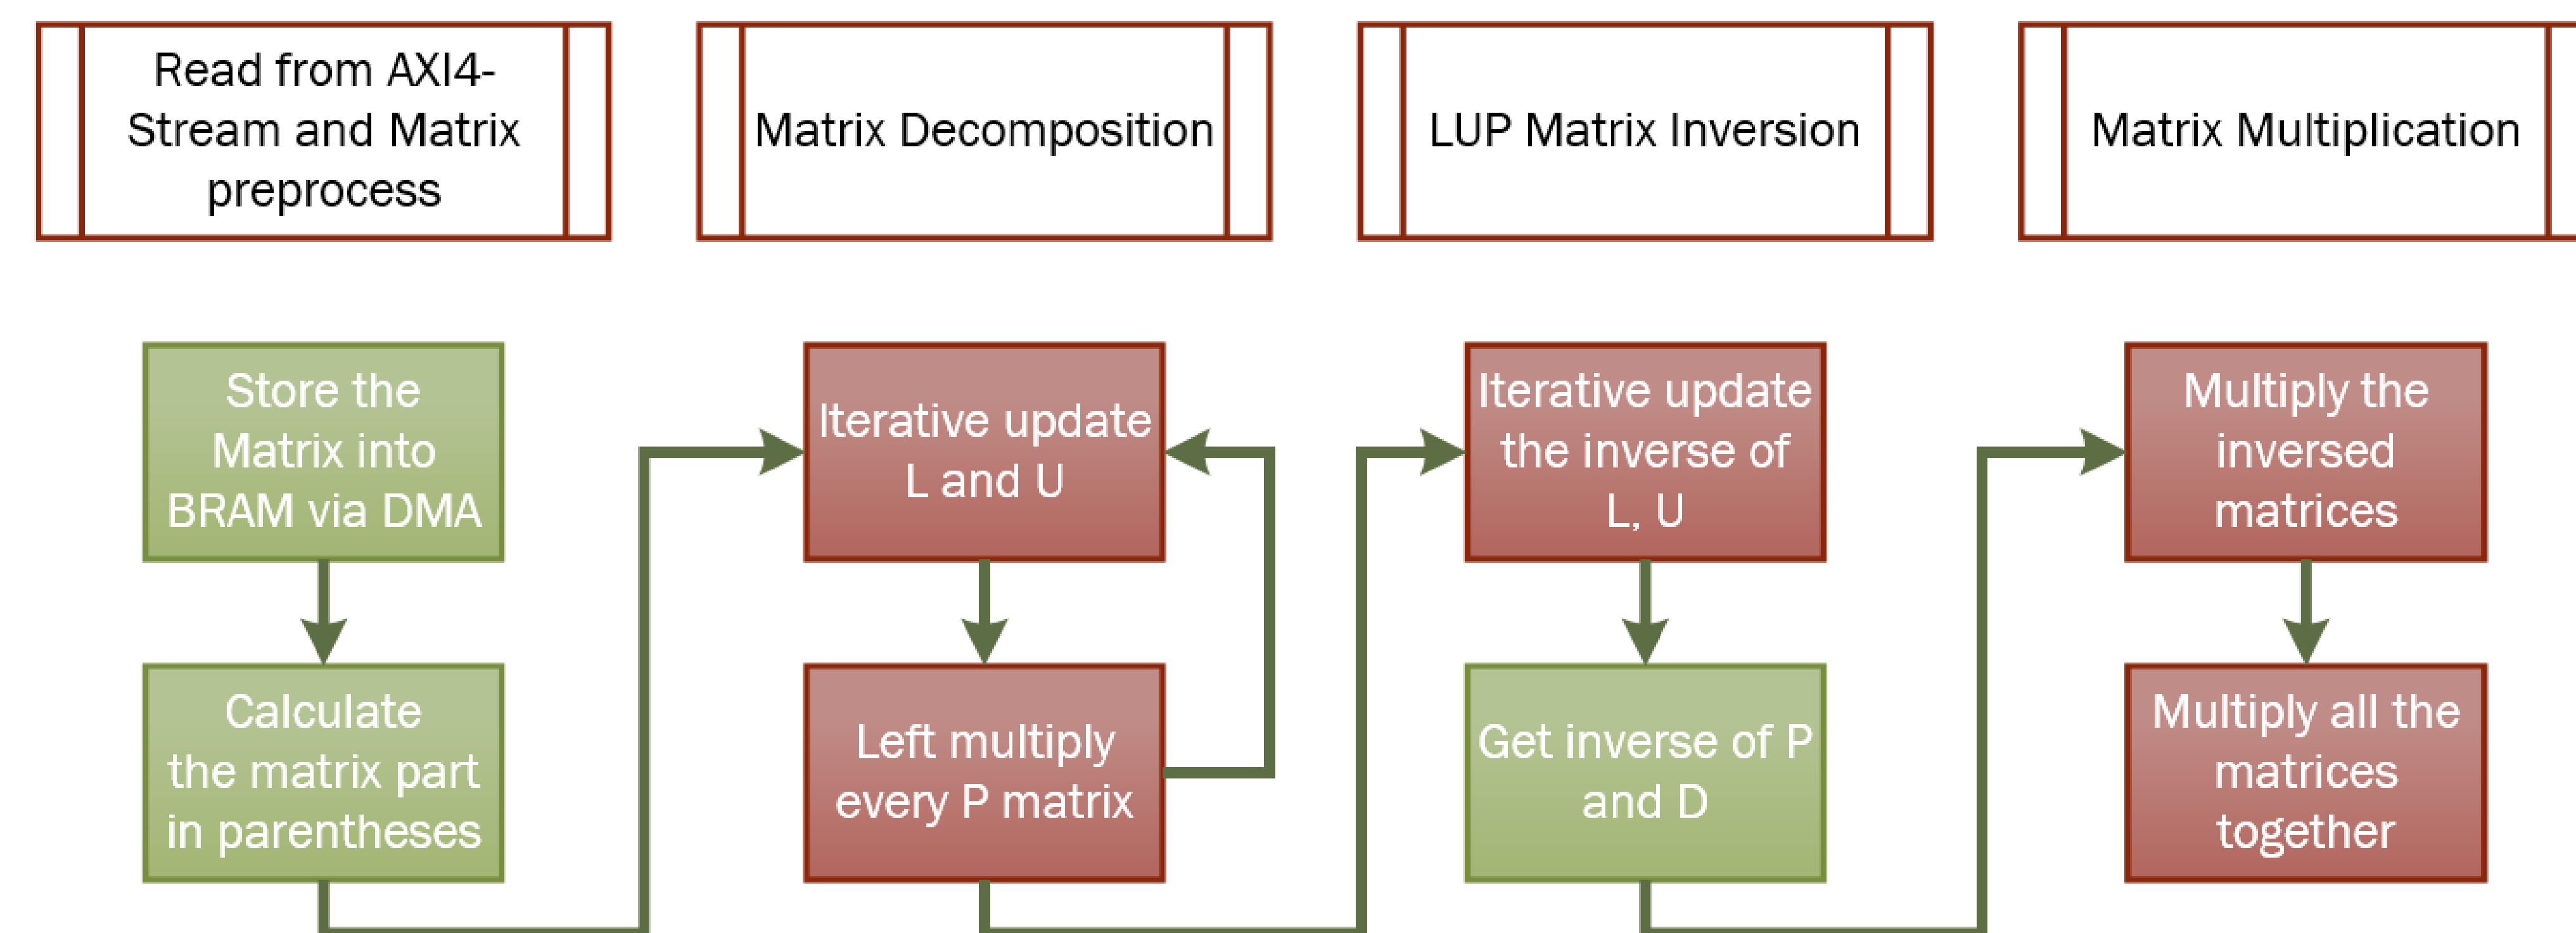 Read from AXI4-
Stream and Matrix
preprocess
Matrix Decomposition
LUP Matrix Inversion
Matrix Multiplication
Store the
Matrix into
BRAM via DMA
Iterative update
L and U
Iterative update
the inverse of
L, U
Multiply the
inversed
matrices
Calculate
the matrix part
in parentheses
Left multiply
every P matrix
Get inverse of P
and D
Multiply all the
matrices
together